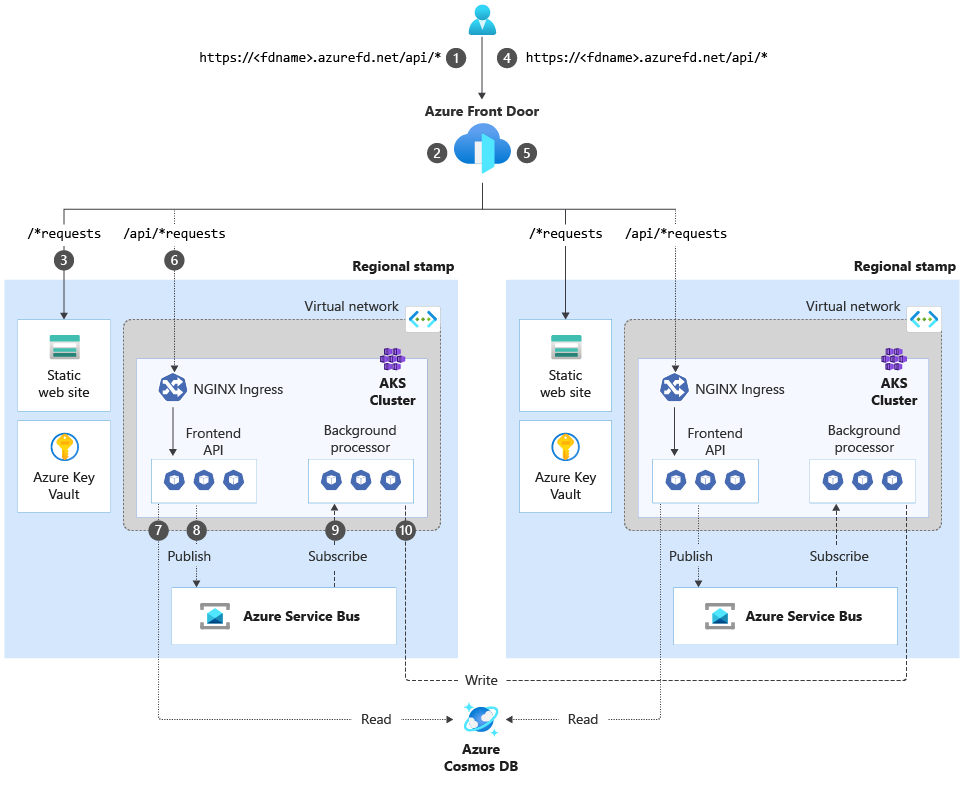 https://<fdname>.azurefd.net/api/* 1
4 https://<fdname>.azurefd.net/api/*
Azure Front Door
2
5
/*requests
/api/*requests
/*requests
/api/*requests
3
6
Regional stamp
Virtual network
Static
web site
Azure Key
Vault
AKS
Cluster
NGINX Ingress
Frontend
API
Background
processor
7
8
9
10
Publish
Subscribe
Azure Service Bus
Regional stamp
Virtual network
Static
web site
Azure Key
Vault
AKS
Cluster
NGINX Ingress
Frontend
API
Background
processor
Publish
Subscribe
Azure Service Bus
Write
Read
Read
Azure
Cosmos DB